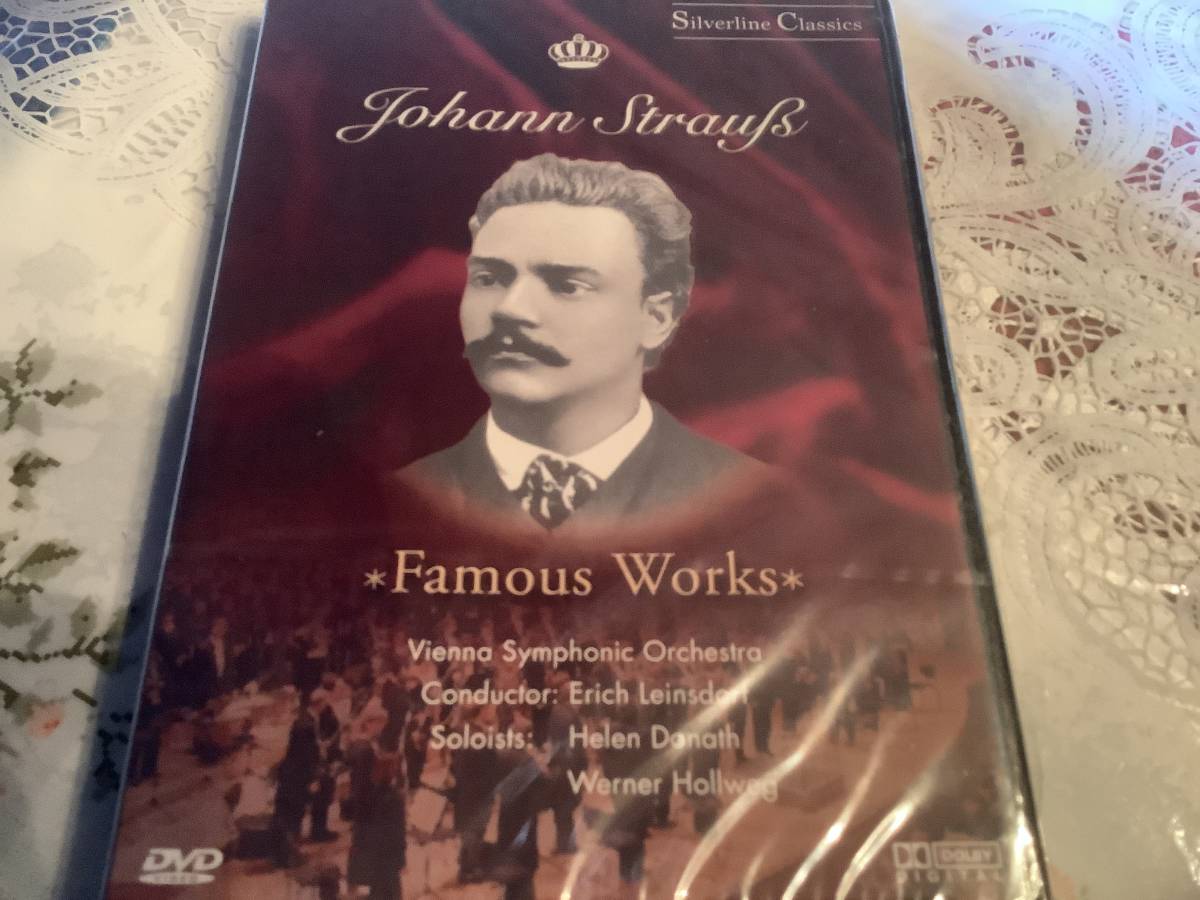 Silverline Classics
Johann Strauß
*Famous Works*
Vienna Symphonic Orchestra
Conductor: Erich Leinsdorf
Soloists: Helen Donath
Werner Hollweg
DVD
VIDEO
DOLBY
DIGITAL